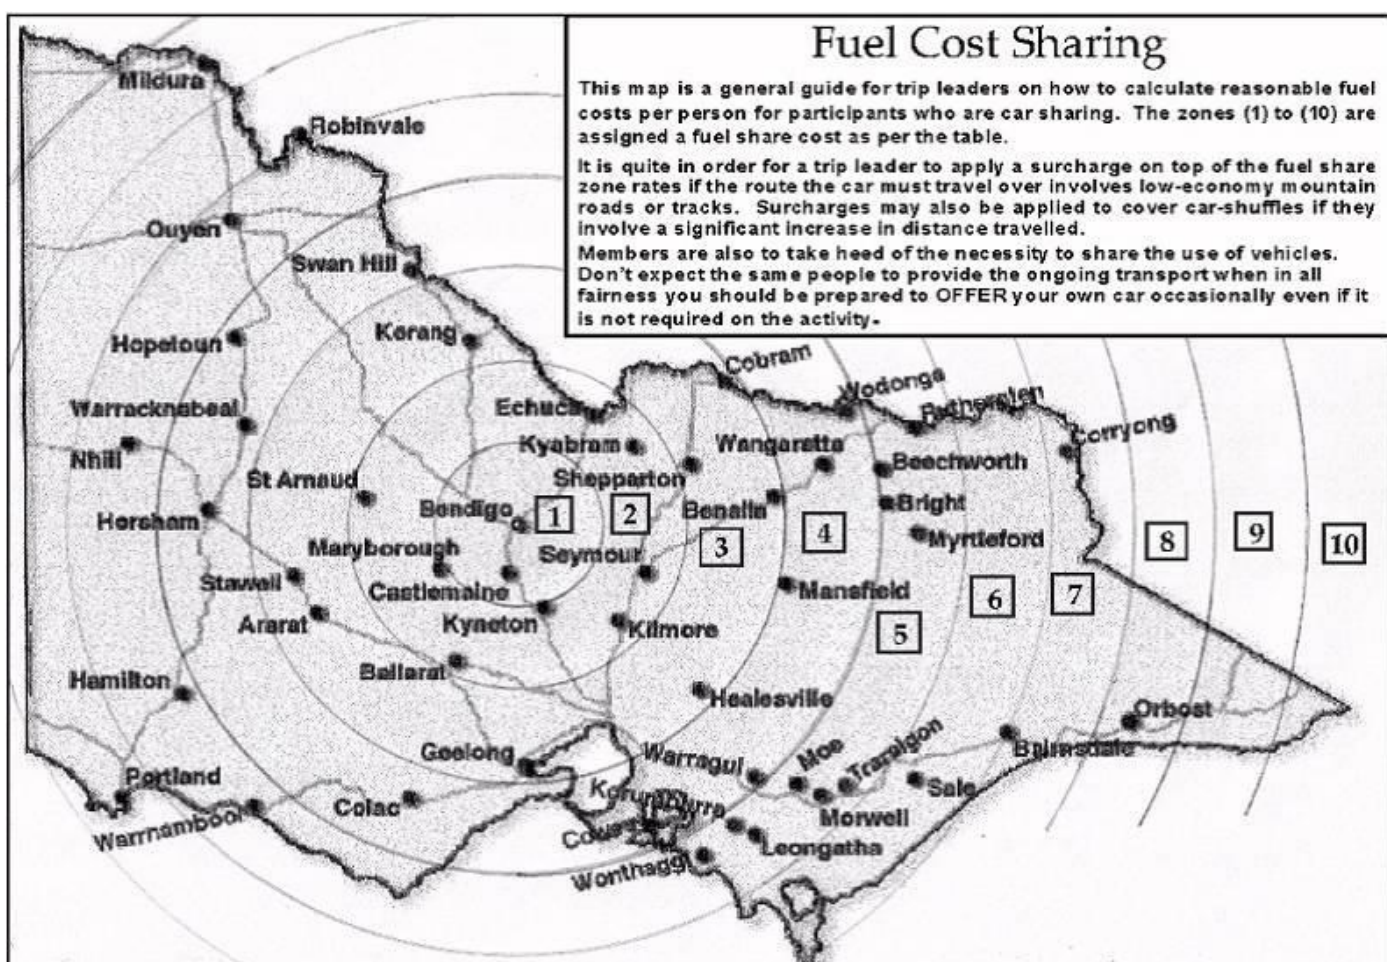 Fuel Cost Sharing
This map is a general guide for trip leaders on how to calculate reasonable fuel
costs per person for participants who are car sharing. The zones (1) to (10) are
assigned a fuel share cost as per the table.
It is quite in order for a trip leader to apply a surcharge on top of the fuel share
zone rates if the route the car must travel over involves low-economy mountain
roads or tracks. Surcharges may also be applied to cover car-shuffles if they
involve a significant increase in distance travelled.
Members are also to take heed of the necessity to share the use of vehicles.
Don't expect the same people to provide the ongoing transport when in all
fairness you should be prepared to OFFER your own car occasionally even if it
is not required on the activity.
Mildura
Robinvale
Ouyen
Swan Hill
Hopetoun
Kerang
Cobram
Wodonga
Rutherglen
Warracknabeal
Echuca
Corryong
Nhill
Kyabram
Wangaratta
St Arnaud
Shepparton
Beechworth
Horsham
Bendigo
1
2
Benalla
Bright
3
4
Myrtleford
8
9
10
Maryborough
Seymour
Stawell
Castlemaine
Mansfield
6
7
Ararat
Kyneton
Kilmore
5
Ballarat
Hamilton
Healesville
Orbost
Geelong
Warragul
Moe
Traralgon
Bairnsdale
Portland
Colac
Korumburra
Sale
Warrnambool
Cowes
Morwell
Leongatha
Wonthaggi